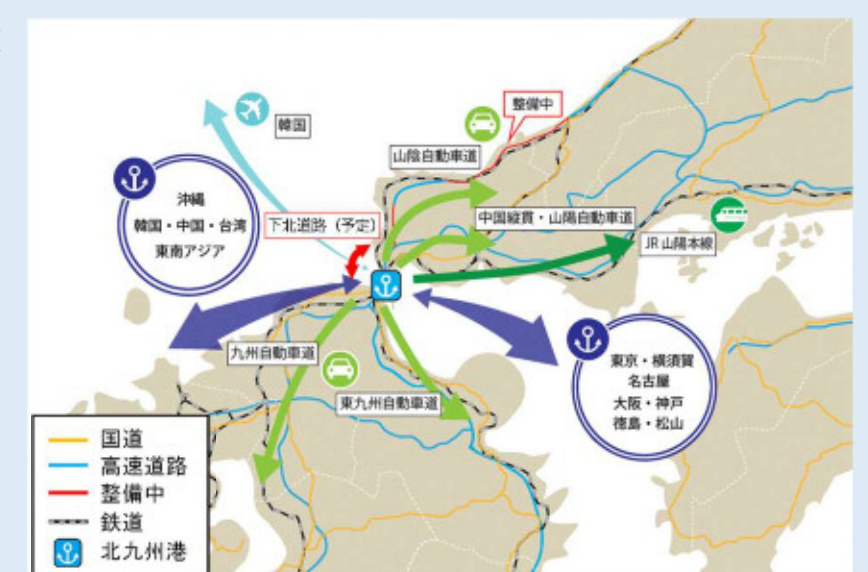 整備中
韓国
山陰自動車道
沖縄
韓国・中国・台湾
東南アジア
下北道路（予定）
中国縦貫・山陽自動車道
JR山陽本線
九州自動車道
東九州自動車道
東京・横須賀
名古屋
大阪・神戸
徳島・松山
国道
高速道路
整備中
鉄道
北九州港